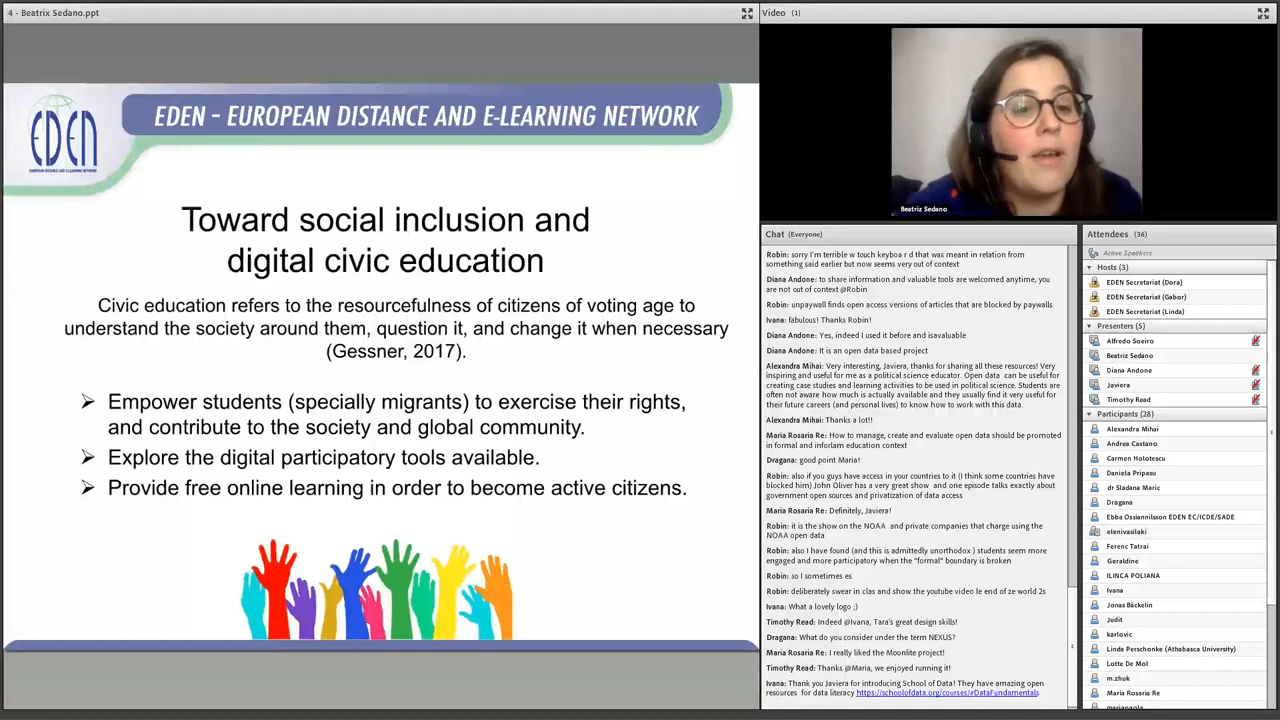 4 - Beatrix Sedano.ppt
EDEN
EUROPEAN DISTANCE AND E-LEARNING NETWORK
EDEN – EUROPEAN DISTANCE AND E-LEARNING NETWORK
Toward social inclusion and
digital civic education
Civic education refers to the resourcefulness of citizens of voting age to
understand the society around them, question it, and change it when necessary
(Gessner, 2017).
➢ Empower students (specially migrants) to exercise their rights,
and contribute to the society and global community.
➢ Explore the digital participatory tools available.
➢ Provide free online learning in order to become active citizens.
Video (1)
Beatriz Sedano
Chat (Everyone)
Robin: sorry I'm terrible w touch keyboa r d that was meant in relation from
something said earlier but now seems very out of context
Diana Andone: to share information and valuable tools are welcomed anytime, you
are not out of context @Robin
Robin: unpaywall finds open access versions of articles that are blocked by paywalls
Ivana: fabulous! Thanks Robin!
Diana Andone: Yes, indeed I used it before and isavaluable
Diana Andone: It is an open data based project
Alexandra Mihai: Very interesting, Javiera, thanks for sharing all these resources! Very
inspiring and useful for me as a political science educator. Open data can be useful for
creating case studies and learning activities to be used in political science. Students are
often not aware how much is actually available and they usually find it very useful for
their future careers (and personal lives) to know how to work with this data.
Alexandra Mihai: Thanks a lot!!
Maria Rosaria Re: How to manage, create and evaluate open data should be promoted
in formal and inforlam education context
Dragana: good point Maria!
Robin: also if you guys have access in your countries to it (I think some countries have
blocked him) John Oliver has a very great show and one episode talks exactly about
government open sources and privatization of data access
Maria Rosaria Re: Definitely, Javiera!
Robin: it is the show on the NOAA and private companies that charge using the
NOAA open data
Robin: also I have found (and this is admittedly unorthodox ) students seem more
engaged and more participatory when the "formal" boundary is broken
Robin: so I sometimes es
Robin: deliberately swear in clas and show the youtube video le end of ze world 2s
Ivana: What a lovely logo ;)
Timothy Read: Indeed @Ivana, Tara's great design skills!
Dragana: What do you consider under the term NEXUS?
Maria Rosaria Re: I really liked the Moonlite project!
Timothy Read: Thanks @Maria, we enjoyed running it!
Ivana: Thank you Javiera for introducing School of Data! They have amazing open
resources for data literacy https://schoolofdata.org/courses/#DataFundamentals
Attendees (36)
Active Speakers
Hosts (3)
EDEN Secretariat (Dora)
EDEN Secretariat (Gabor)
EDEN Secretariat (Linda)
Presenters (5)
Alfredo Soeiro
Beatriz Sedano
Diana Andone
Javiera
Timothy Read
Participants (28)
Alexandra Mihai
Andrea Castano
Carmen Holotescu
Daniela Pripasu
dr Sladana Maric
Dragana
Ebba Ossiannilsson EDEN EC/ICDE/SADE
elenivasilaki
Ferenc Tatrai
Geraldine
ILINCA POLIANA
Ivana
Jonas Bäckelin
Judit
karlovic
Linda Pershonke (Athabasca University)
Lotte De Mol
m.zhuk
Maria Rosaria Re
mariapaola